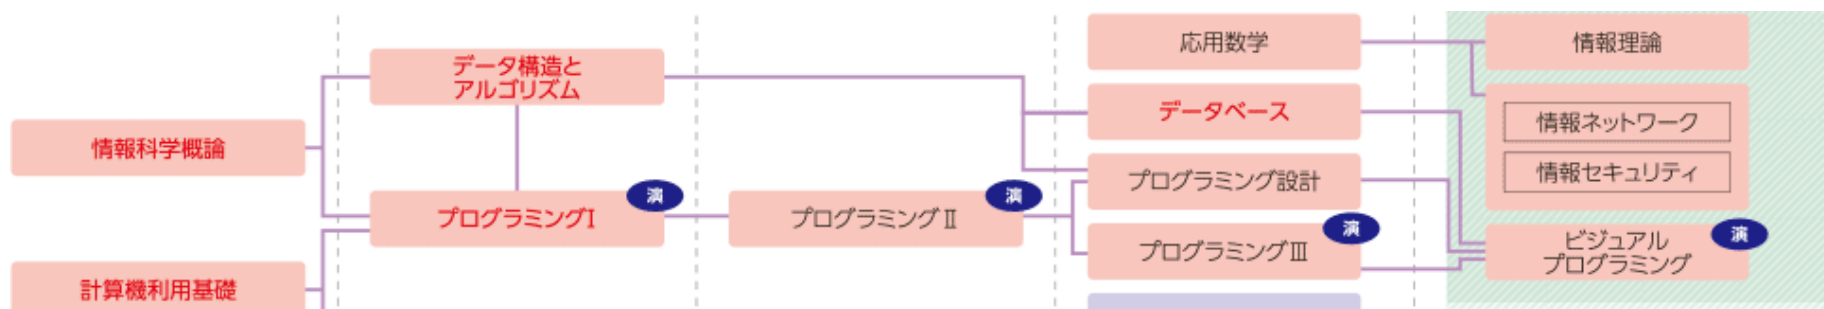 情報科学概論
計算機利用基礎
データ構造と
アルゴリズム
プログラミングI
演
プログラミングⅡ
演
応用数学
データベース
プログラミング設計
プログラミングⅢ
演
情報理論
情報ネットワーク
情報セキュリティ
ビジュアル
プログラミング
演